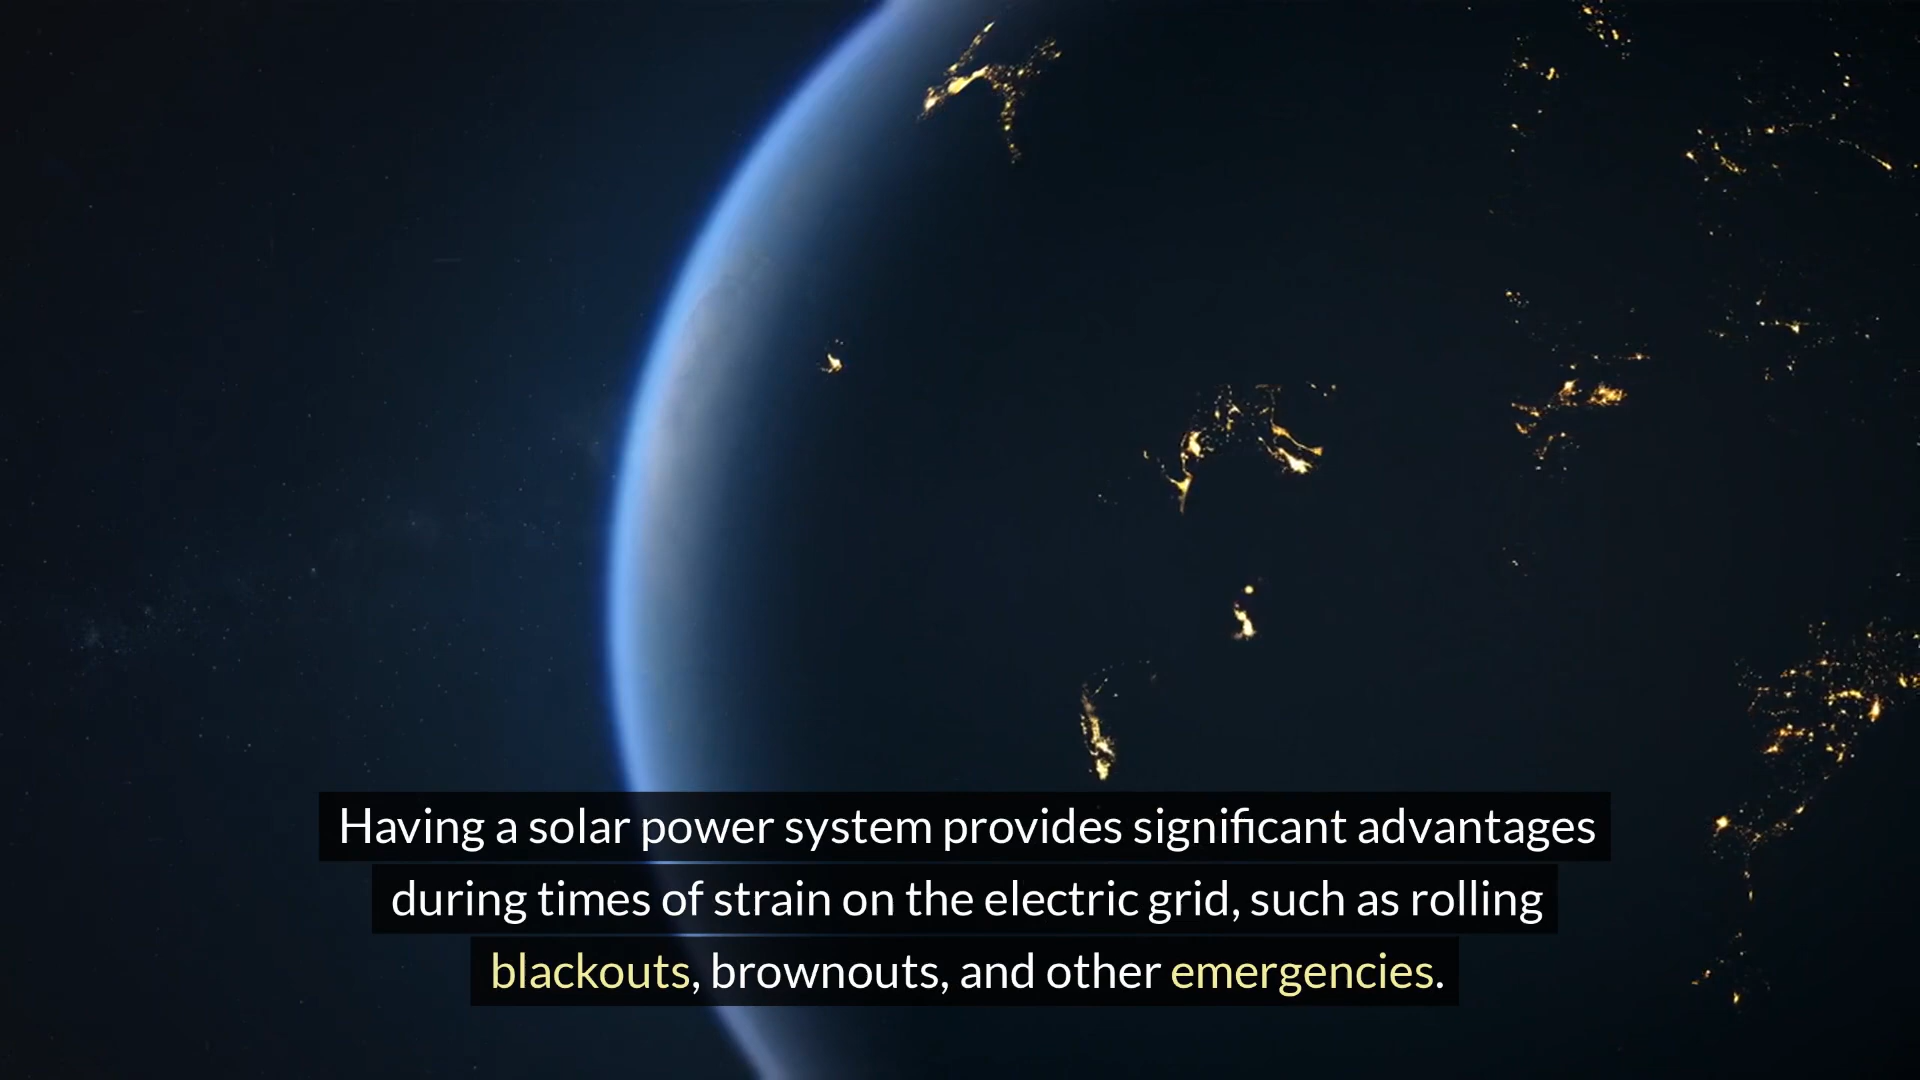 Having a solar power system provides significant advantages
during times of strain on the electric grid, such as rolling
blackouts, brownouts, and other emergencies.